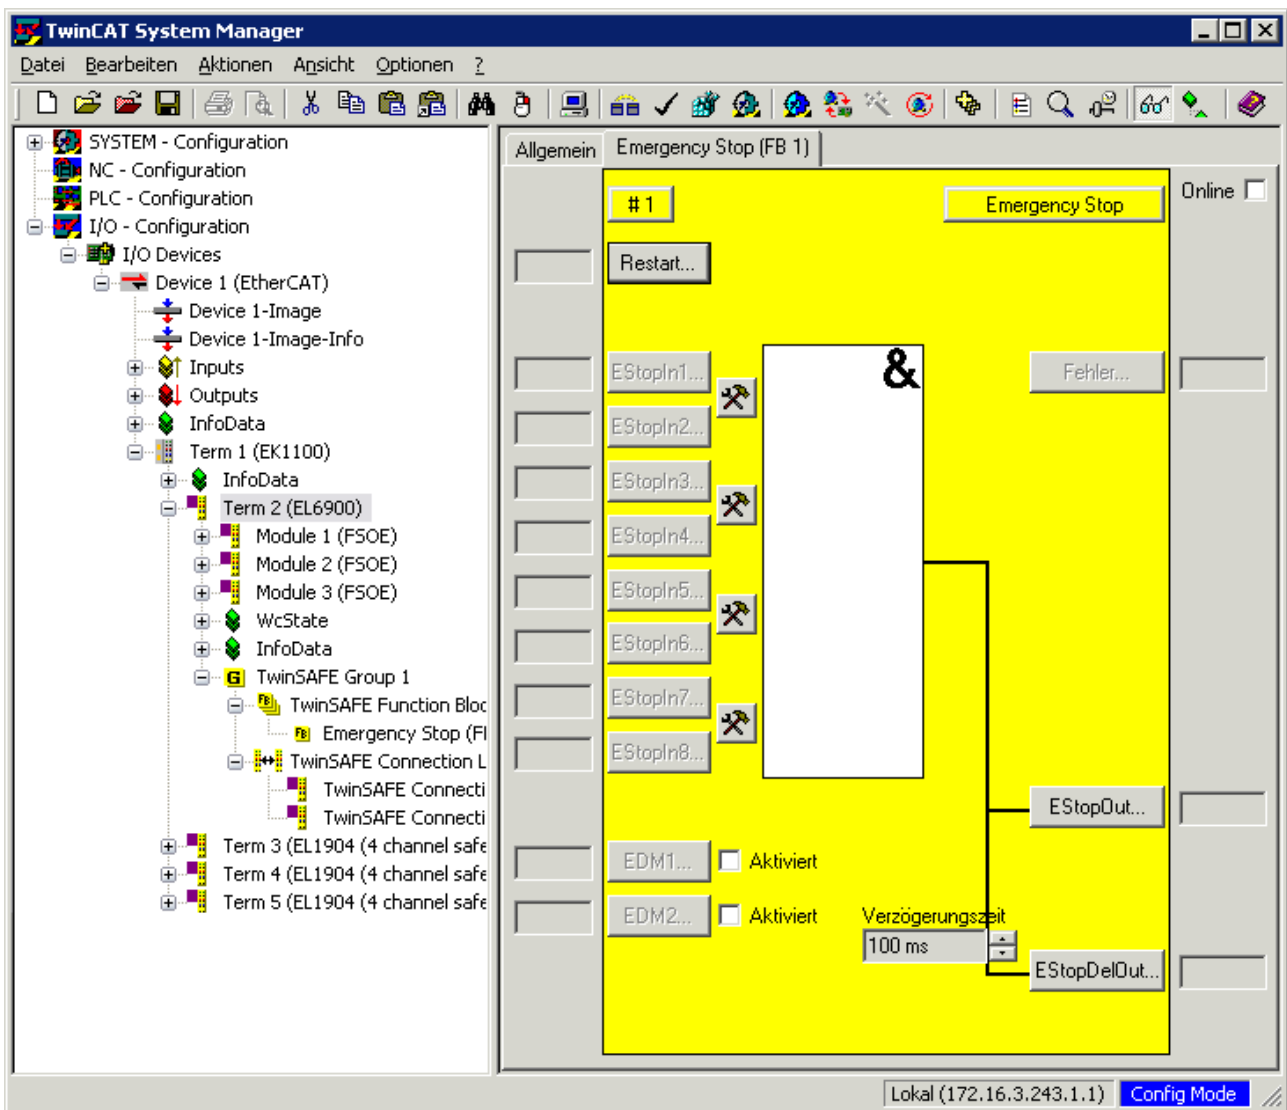 TwinCAT System Manager
Datei Bearbeiten Aktionen Ansicht Optionen ?
SYSTEM - Configuration
NC - Configuration
PLC - Configuration
I/O - Configuration
I/O Devices
Device 1 (EtherCAT)
Device 1-Image
Device 1-Image-Info
Inputs
Outputs
InfoData
Term 1 (EK1100)
InfoData
Term 2 (EL6900)
Module 1 (FSOE)
Module 2 (FSOE)
Module 3 (FSOE)
WcState
InfoData
G TwinSAFE Group 1
FB TwinSAFE Function Bloc
FB Emergency Stop (F
TwinSAFE Connection L
TwinSAFE Connecti
TwinSAFE Connecti
Term 3 (EL1904 (4 channel safe
Term 4 (EL1904 (4 channel safe
Term 5 (EL1904 (4 channel safe
Allgemein Emergency Stop (FB 1)
# 1 Emergency Stop Online
Restart...
&
EStopIn1... Fehler...
EStopIn2...
EStopIn3...
EStopIn4...
EStopIn5...
EStopIn6...
EStopIn7...
EStopIn8...
EStopOut...
EDM1... Aktiviert
EDM2... Aktiviert Verzögerungszeit
100 ms
EStopDelOut...
Lokal (172.16.3.243.1.1) Config Mode